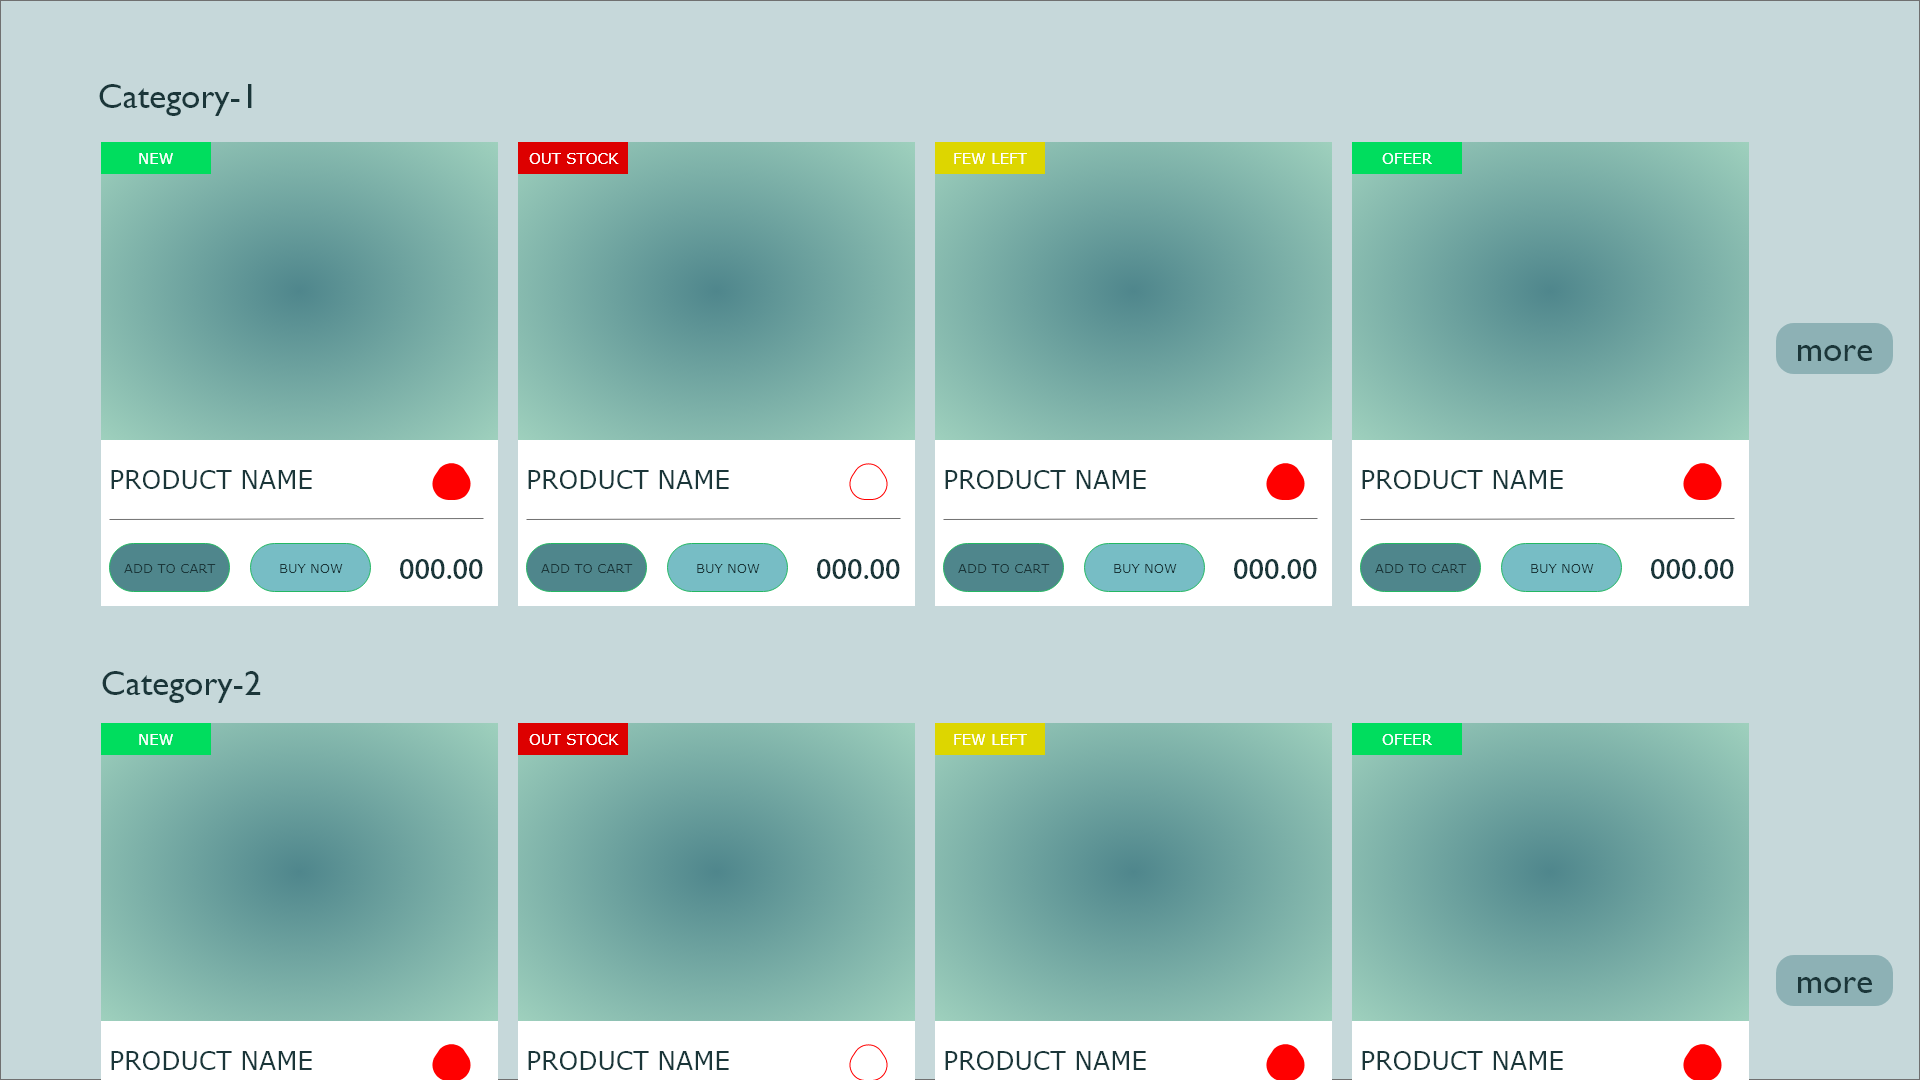 Category-1
NEW
OUT STOCK
FEW LEFT
OFEER
more
PRODUCT NAME
PRODUCT NAME
PRODUCT NAME
PRODUCT NAME
ADD TO CART BUY NOW 000.00
ADD TO CART BUY NOW 000.00
ADD TO CART BUY NOW 000.00
ADD TO CART BUY NOW 000.00
Category-2
NEW
OUT STOCK
FEW LEFT
OFEER
more
PRODUCT NAME
PRODUCT NAME
PRODUCT NAME
PRODUCT NAME